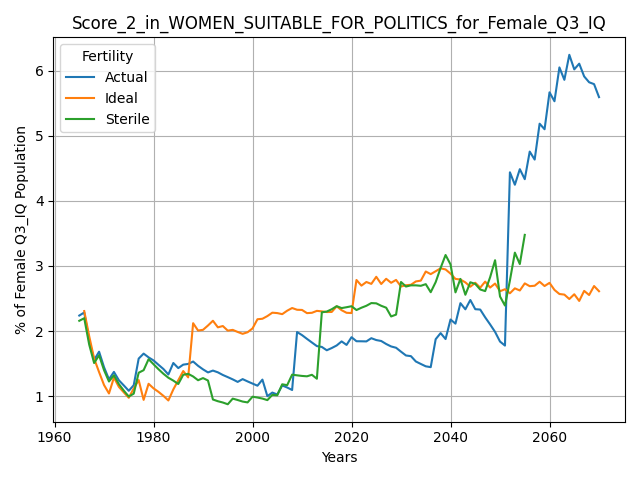 Score_2_in_WOMEN_SUITABLE_FOR_POLITICS_for_Female_Q3_IQ
Fertility
Actual
Ideal
Sterile
% of Female Q3_IQ Population
6
5
4
3
2
1
1960 1980 2000 2020 2040 2060
Years